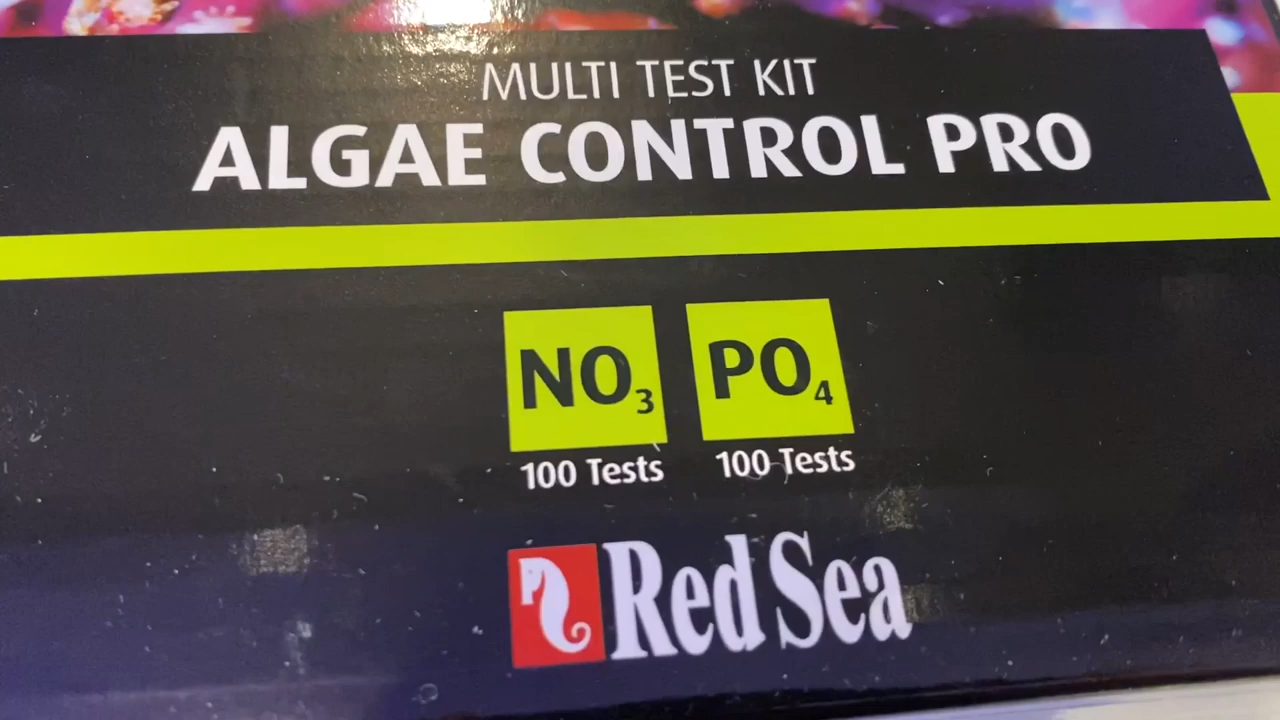 MULTI TEST KIT
ALGAE CONTROL PRO
NO₃ PO₄
100 Tests 100 Tests
Red Sea